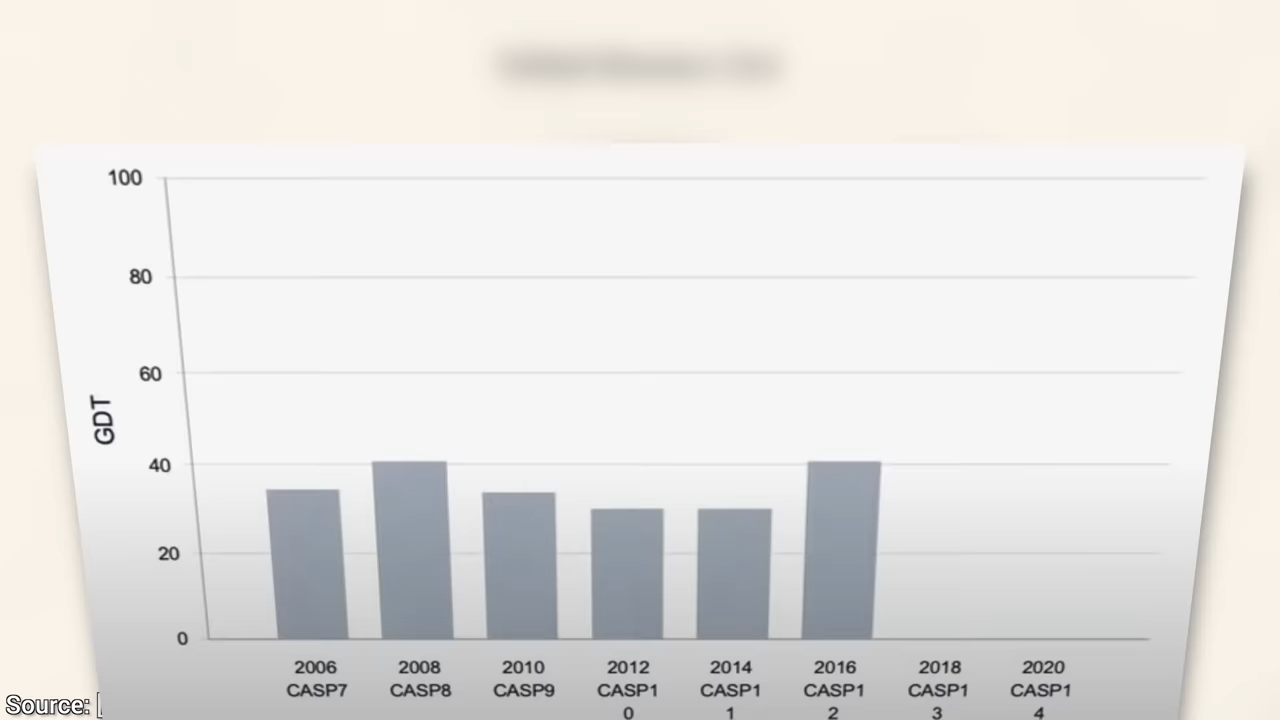 100
80
60
GDT
40
20
0
2006 2008 2010 2012 2014 2016 2018 2020
CASP7 CASP8 CASP9 CASP1 CASP1 CASP1 CASP1 CASP1
0 1 2 3 4
Source: [